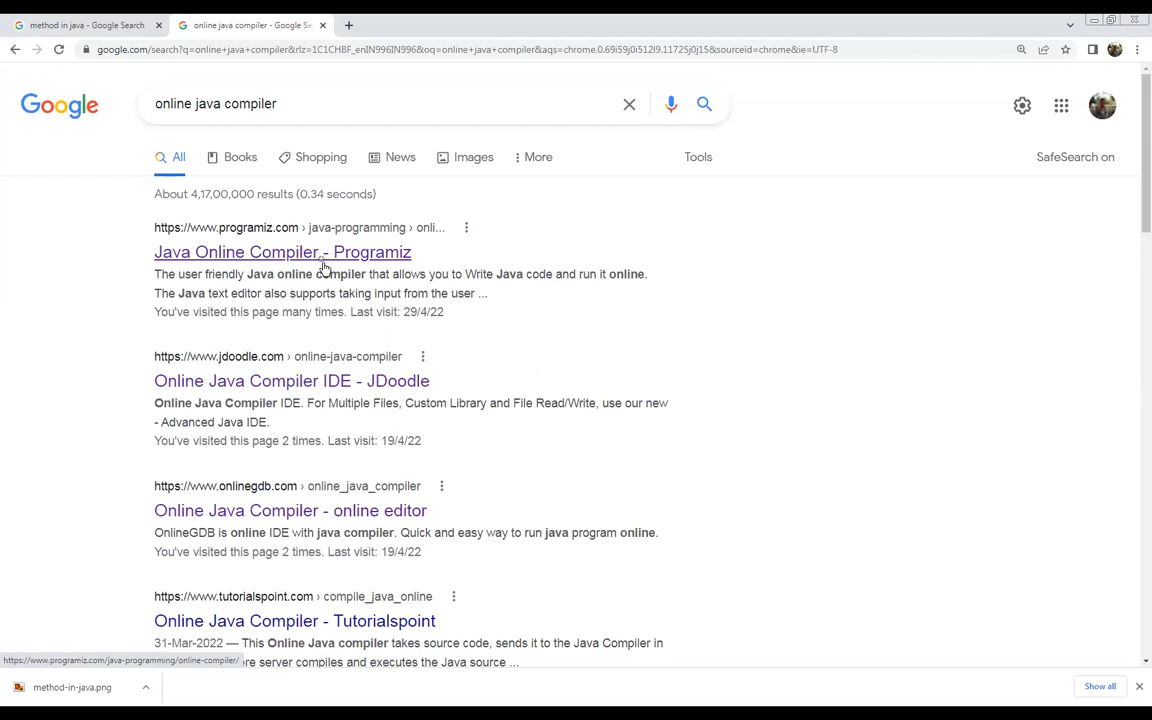 method in java - Google Search
online java compiler - Google Se
google.com/search?q=online+java+compiler&rlz=1C1CHBF_enIN996IN996&oq=online+java+compiler&aqs=chrome.0.69i59j0i512l9.11725j0j15&sourceid=chrome&ie=UTF-8
Google
online java compiler
All Books Shopping News Images More Tools SafeSearch on
About 4,17,00,000 results (0.34 seconds)
https://www.programiz.com › java-programming › onli...
Java Online Compiler - Programiz
The user friendly Java online compiler that allows you to Write Java code and run it online.
The Java text editor also supports taking input from the user ...
You've visited this page many times. Last visit: 29/4/22
https://www.jdoodle.com › online-java-compiler
Online Java Compiler IDE - JDoodle
Online Java Compiler IDE. For Multiple Files, Custom Library and File Read/Write, use our new
- Advanced Java IDE.
You've visited this page 2 times. Last visit: 19/4/22
https://www.onlinegdb.com › online_java_compiler
Online Java Compiler - online editor
OnlineGDB is online IDE with java compiler. Quick and easy way to run java program online.
You've visited this page 2 times. Last visit: 19/4/22
https://www.tutorialspoint.com › compile_java_online
Online Java Compiler - Tutorialspoint
31-Mar-2022 — This Online Java compiler takes source code, sends it to the Java Compiler in
https://www.programiz.com/java-programming/online-compiler/ re server compiles and executes the Java source ...
method-in-java.png
Show all